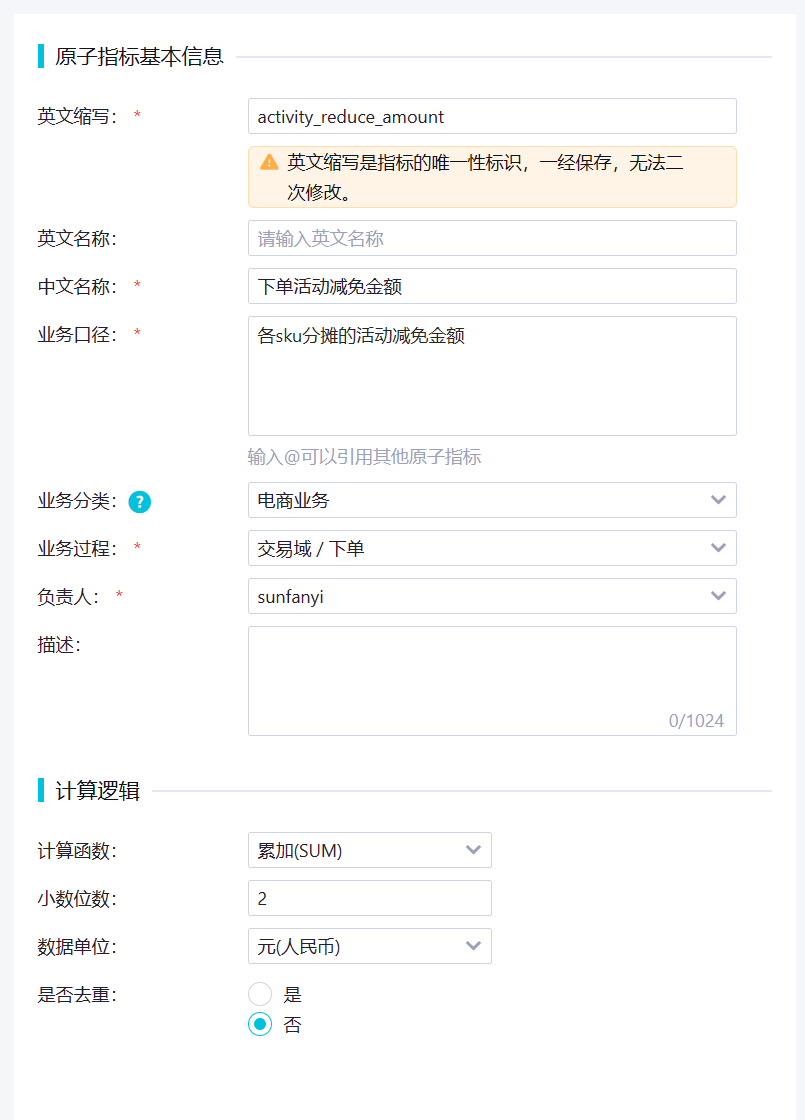 原子指标基本信息
英文缩写： * activity_reduce_amount
英文缩写是指标的唯一性标识，一经保存，无法二
次修改。
英文名称： 请输入英文名称
中文名称： * 下单活动减免金额
业务口径： * 各sku分摊的活动减免金额
输入@可以引用其他原子指标
业务分类： ? 电商业务
业务过程： * 交易域 / 下单
负责人： * sunfanyi
描述：
0/1024
计算逻辑
计算函数： 累加(SUM)
小数位数： 2
数据单位： 元(人民币)
是否去重： 是
否